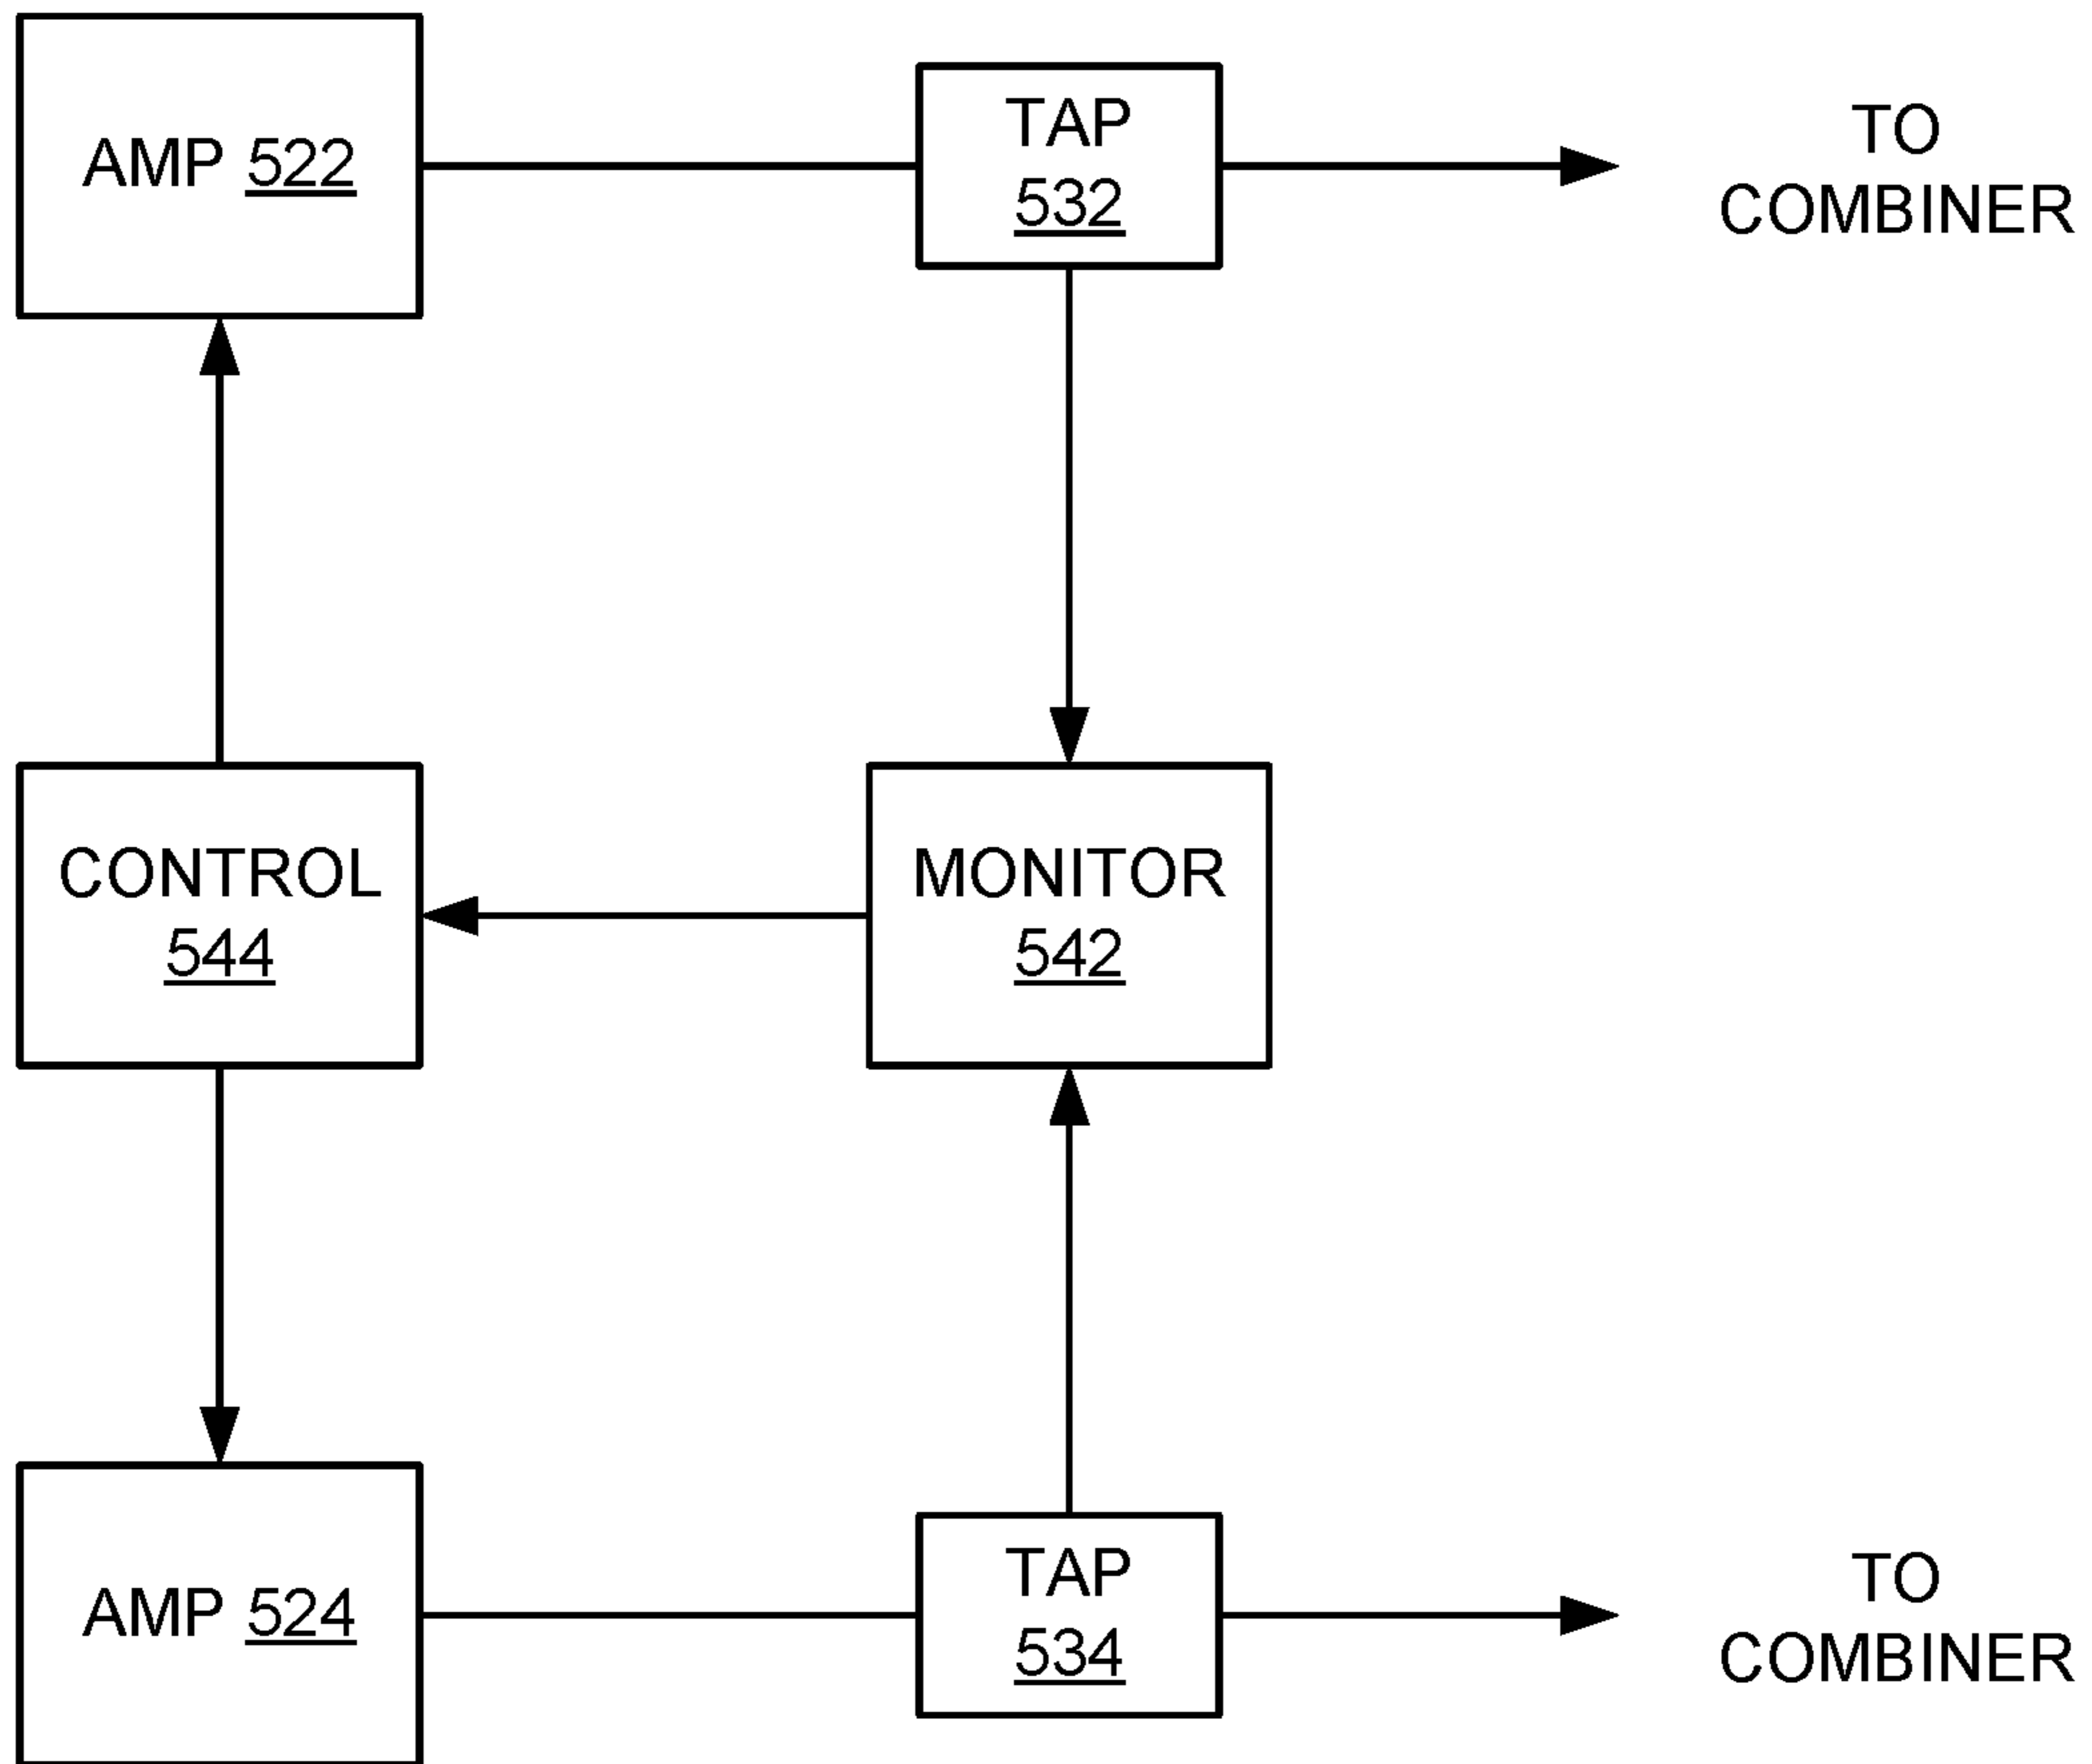 AMP 522
TAP
532
TO
COMBINER
CONTROL
544
MONITOR
542
AMP 524
TAP
534
TO
COMBINER